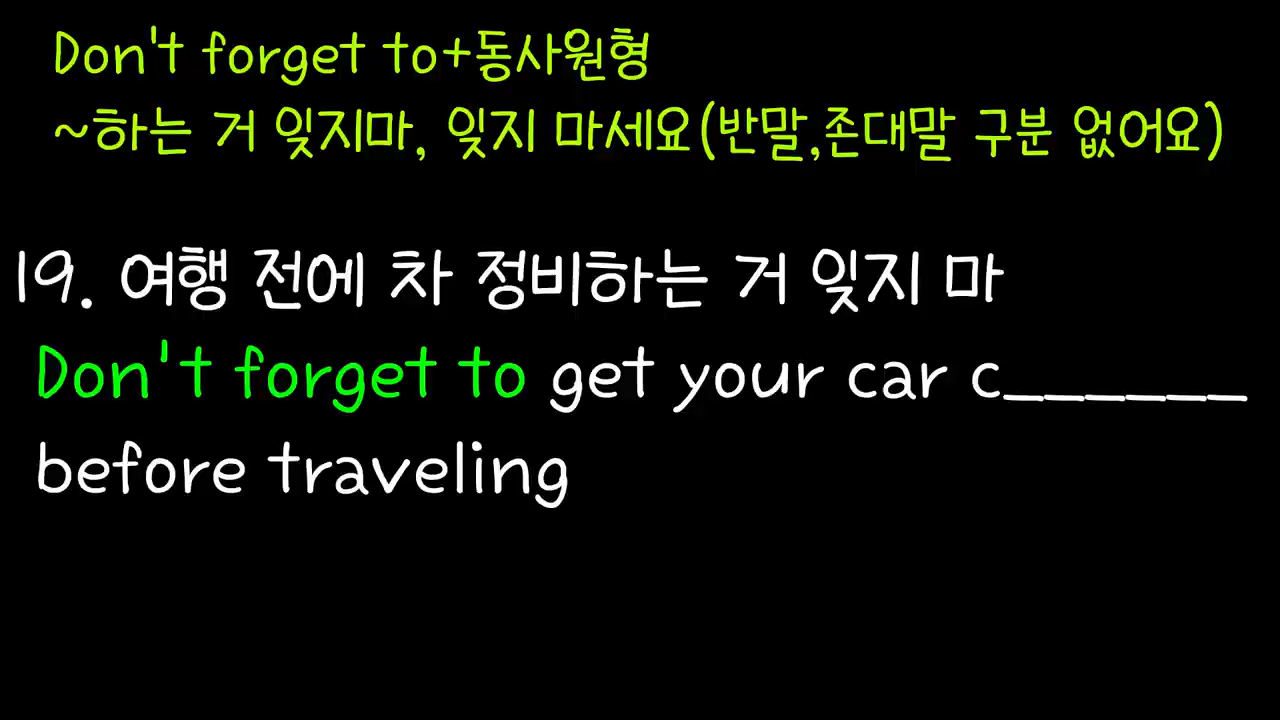 Don't forget to+동사원형
~하는 거 잊지마, 잊지 마세요(반말,존대말 구분 없어요)
19. 여행 전에 차 정비하는 거 잊지 마
Don't forget to get your car c______
before traveling